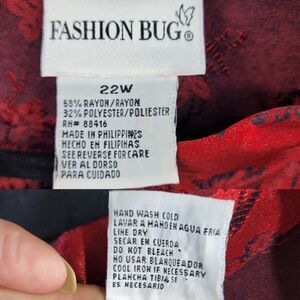 FASHION BUG®
22W
68% RAYON/RAYON
32% POLYESTER/POLIESTER
RN# 88416
MADE IN PHILIPPINES
HECHO EN FILIPINAS
SEE REVERSE FOR CARE
VER AL DORSO
PARA CUIDADO
HAND WASH COLD
LAVAR A MANO EN AGUA FRIA
LINE DRY
SECAR EN CUERDA
DO NOT BLEACH
NO USAR BLANQUEADOR
COOL IRON IF NECESSARY
PLANCHA TIBIA SI
ES NECESARIO